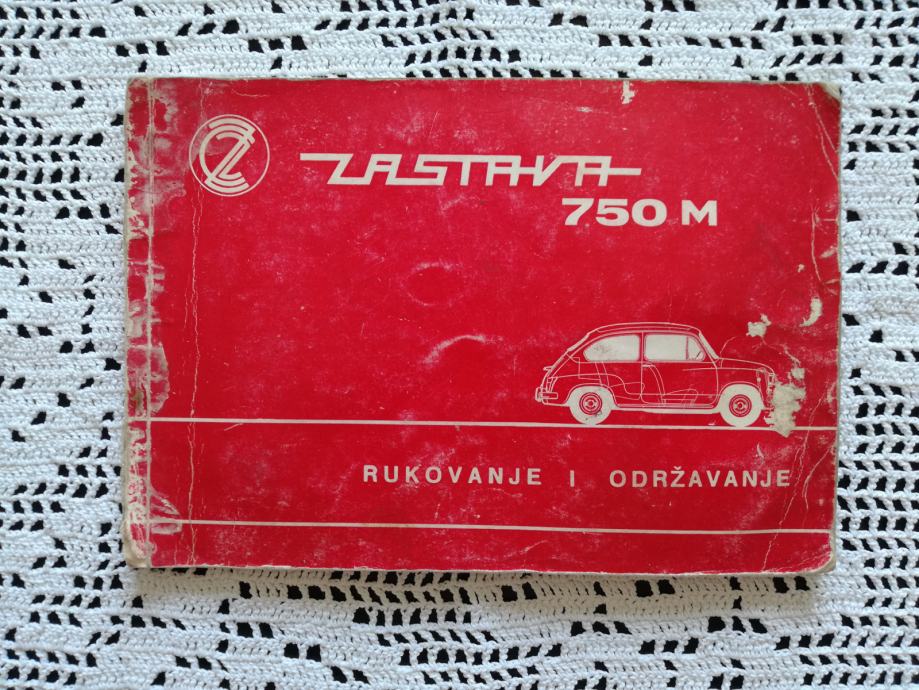 ZASTAVA
750 M
RUKOVANJE I ODRŽAVANJE